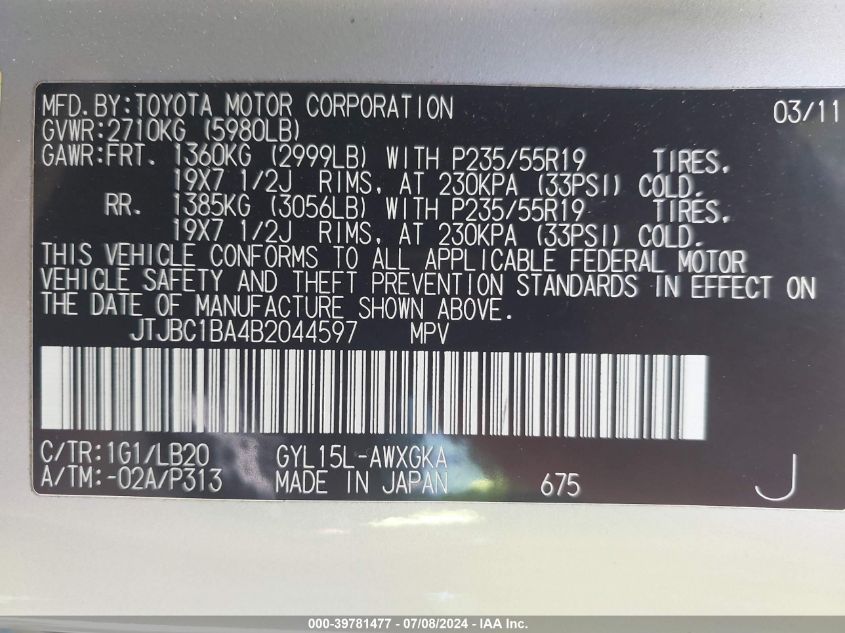 MFD.BY:TOYOTA MOTOR CORPORATION 03/11
GVWR:2710KG (5980LB)
GAWR:FRT. 1360KG (2999LB) WITH P235/55R19 TIRES,
19X7 1/2J RIMS, AT 230KPA (33PSI) COLD.
RR. 1385KG (3056LB) WITH P235/55R19 TIRES,
19X7 1/2J RIMS, AT 230KPA (33PSI) COLD.
THIS VEHICLE CONFORMS TO ALL APPLICABLE FEDERAL MOTOR
VEHICLE SAFETY AND THEFT PREVENTION STANDARDS IN EFFECT ON
THE DATE OF MANUFACTURE SHOWN ABOVE.
JTJBC1BA4B2044597 MPV
C/TR:1G1/LB20 GYL15L-AWXGKA
A/TM:-02A/P313 MADE IN JAPAN 675 J
000-39781477 - 07/08/2024 - IAA Inc.